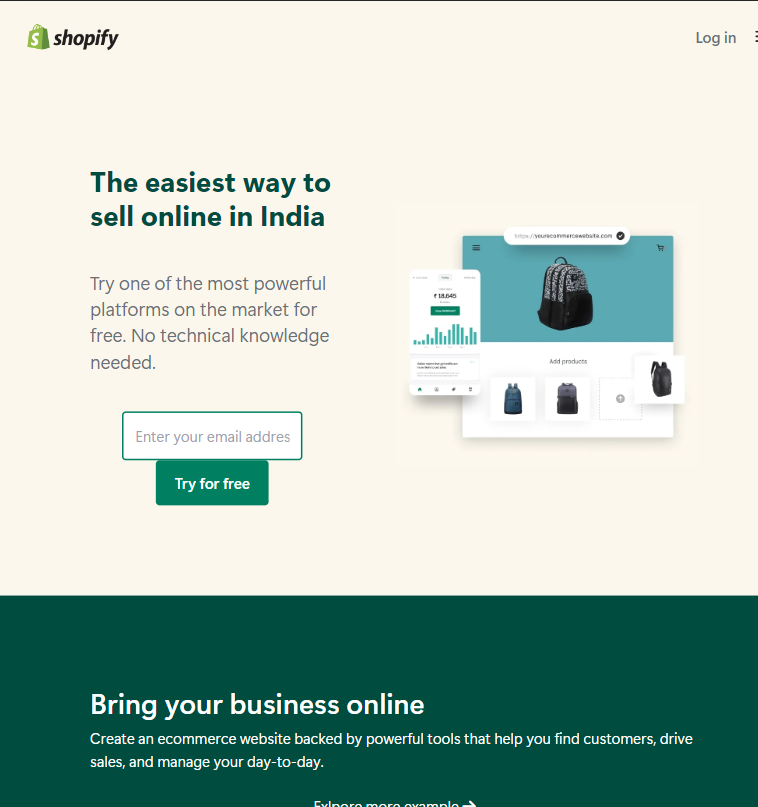 shopify
Log in
The easiest way to
sell online in India
Try one of the most powerful
platforms on the market for
free. No technical knowledge
needed.
Enter your email addres
Try for free
https://yourecommercewebsite.com
Today
₹ 18,645
Add products
Bring your business online
Create an ecommerce website backed by powerful tools that help you find customers, drive
sales, and manage your day-to-day.
Exlpore more example